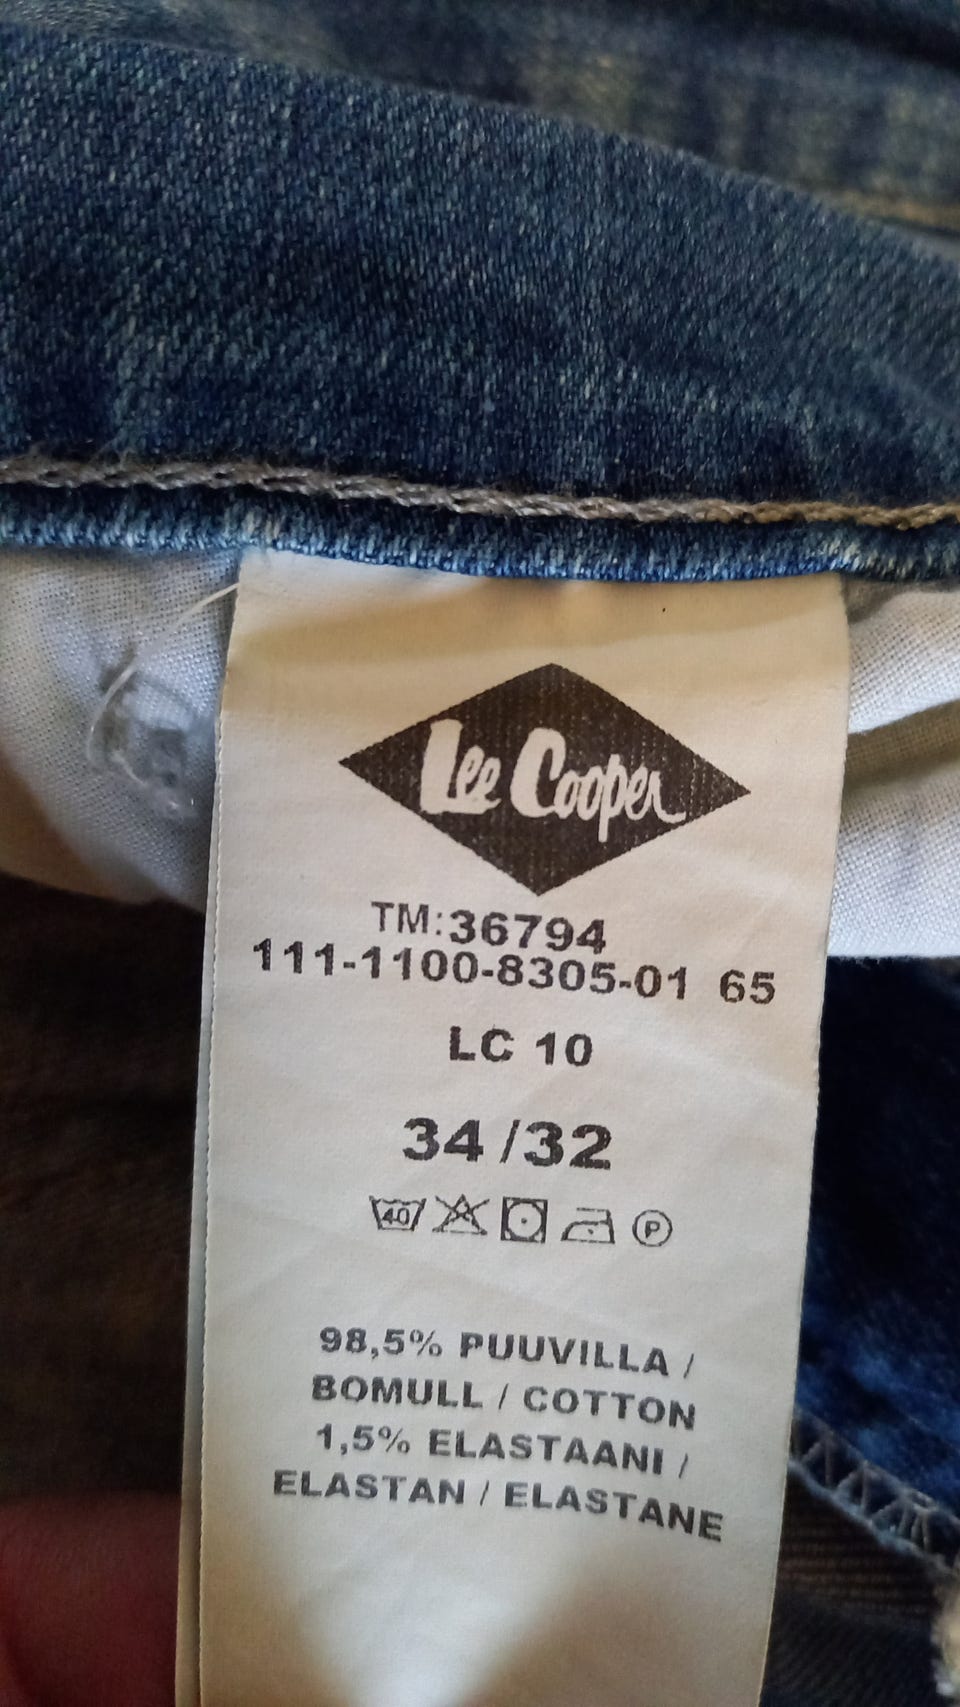 Lee Cooper
TM:36794
111-1100-8305-01 65
LC 10
34/32
40 P
98,5% PUUVILLA /
BOMULL / COTTON
1,5% ELASTAANI /
ELASTAN / ELASTANE